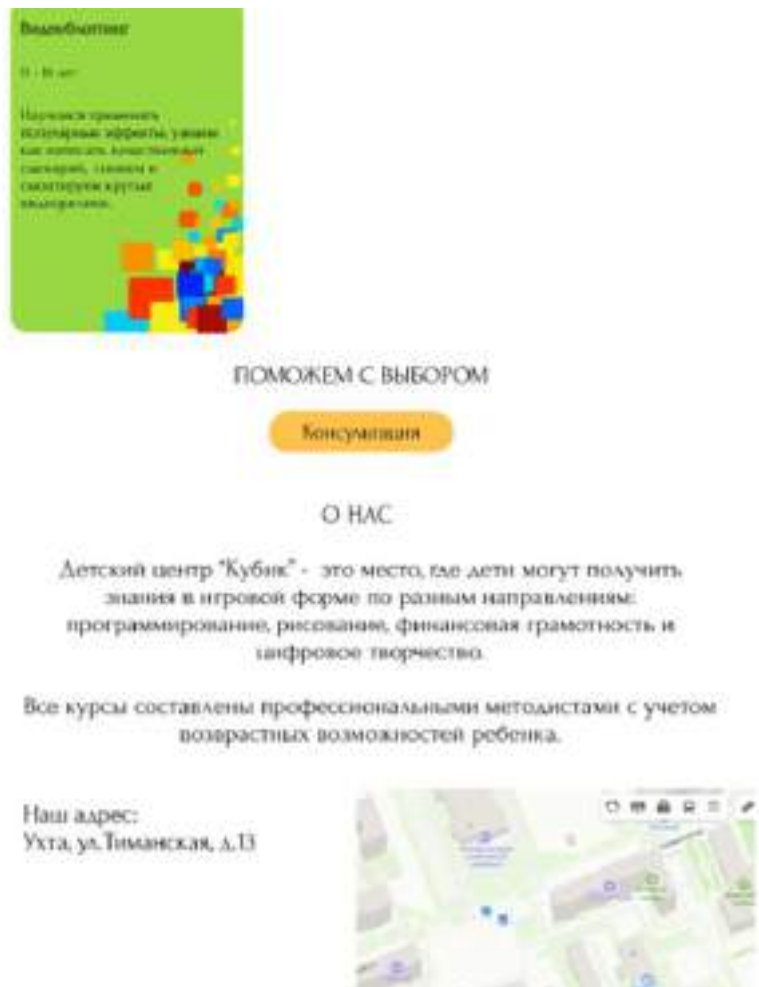 Видеоблоггинг
11 - 16 лет
Научимся применять
популярные эффекты, узнаем
как написать качественный
сценарий, снимем и
смонтируем крутые
видеоролики.
ПОМОЖЕМ С ВЫБОРОМ
Консультация
О НАС
Детский центр "Кубик" - это место, где дети могут получить
знания в игровой форме по разным направлениям:
программирование, рисование, финансовая грамотность и
цифровое творчество.
Все курсы составлены профессиональными методистами с учетом
возврастных возможностей ребенка.
Наш адрес:
Ухта, ул.Тиманская, д.13